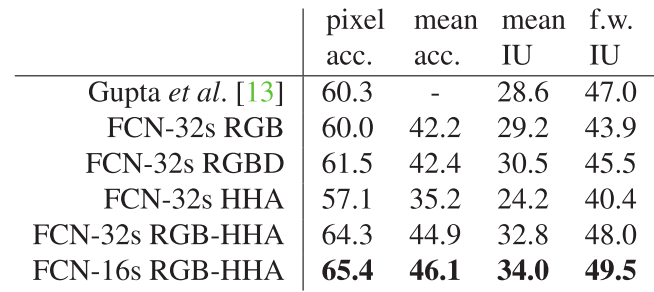 pixel mean mean f.w.
acc. acc. IU IU
Gupta et al. [13] 60.3 - 28.6 47.0
FCN-32s RGB 60.0 42.2 29.2 43.9
FCN-32s RGBD 61.5 42.4 30.5 45.5
FCN-32s HHA 57.1 35.2 24.2 40.4
FCN-32s RGB-HHA 64.3 44.9 32.8 48.0
FCN-16s RGB-HHA 65.4 46.1 34.0 49.5